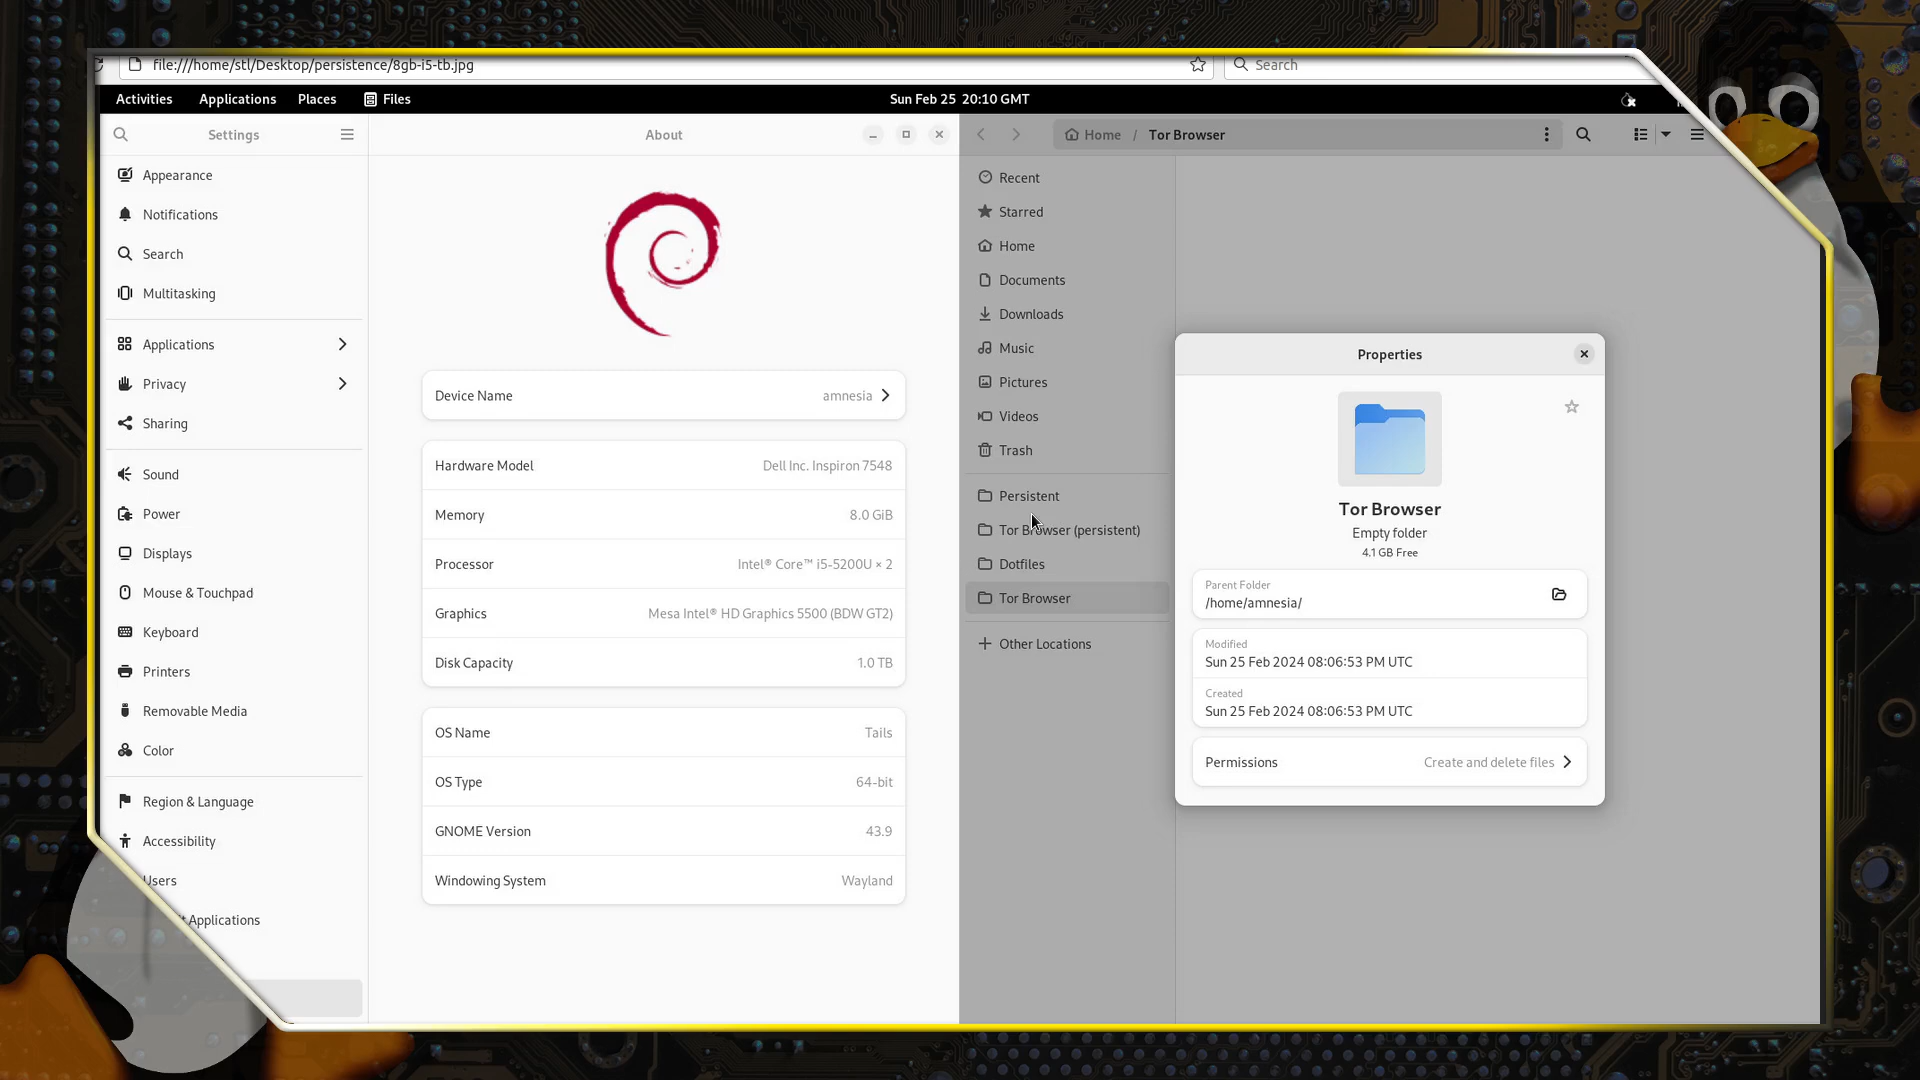 file:///home/stl/Desktop/persistence/8gb-i5-tb.jpg
Search
Activities
Applications
Places
Files
Sun Feb 25 20:10 GMT
Settings
Appearance
Notifications
Search
Multitasking
Applications
Privacy
Sharing
Sound
Power
Displays
Mouse & Touchpad
Keyboard
Printers
Removable Media
Color
Region & Language
Accessibility
Users
Applications
About
Device Name amnesia
Hardware Model Dell Inc. Inspiron 7548
Memory 8.0 GiB
Processor Intel® Core™ i5-5200U × 2
Graphics Mesa Intel® HD Graphics 5500 (BDW GT2)
Disk Capacity 1.0 TB
OS Name Tails
OS Type 64-bit
GNOME Version 43.9
Windowing System Wayland
Home / Tor Browser
Recent
Starred
Home
Documents
Downloads
Music
Pictures
Videos
Trash
Persistent
Tor Browser (persistent)
Dotfiles
Tor Browser
Other Locations
Properties
Tor Browser
Empty folder
4.1 GB Free
Parent Folder
/home/amnesia/
Modified
Sun 25 Feb 2024 08:06:53 PM UTC
Created
Sun 25 Feb 2024 08:06:53 PM UTC
Permissions Create and delete files